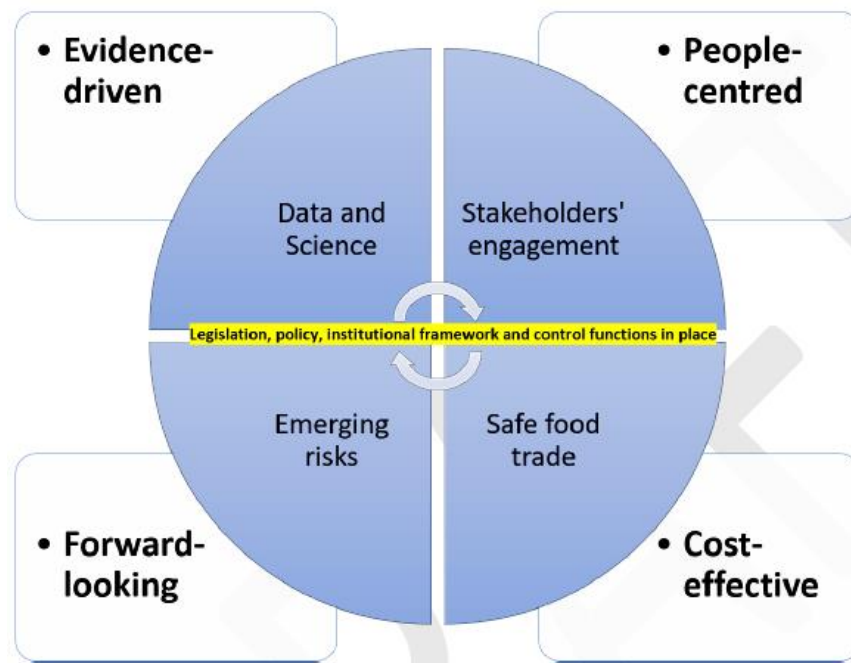 • Evidence-
driven
• People-
centred
Data and
Science
Stakeholders'
engagement
Legislation, policy, institutional framework and control functions in place
Emerging
risks
Safe food
trade
• Forward-
looking
• Cost-
effective